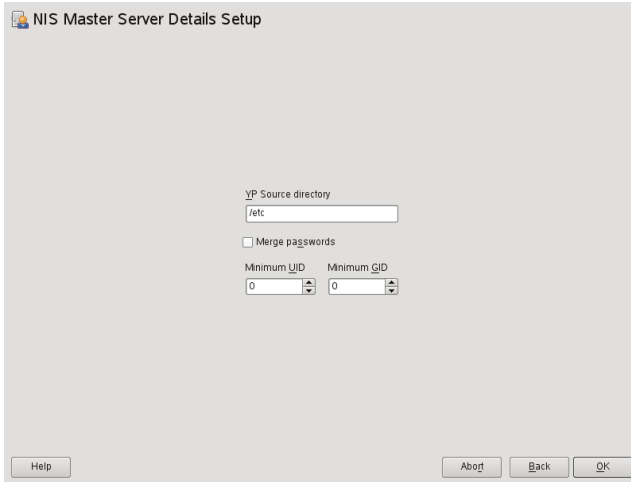 NIS Master Server Details Setup
YP Source directory
/etc
Merge passwords
Minimum UID Minimum GID
0 0
Help Abort Back OK